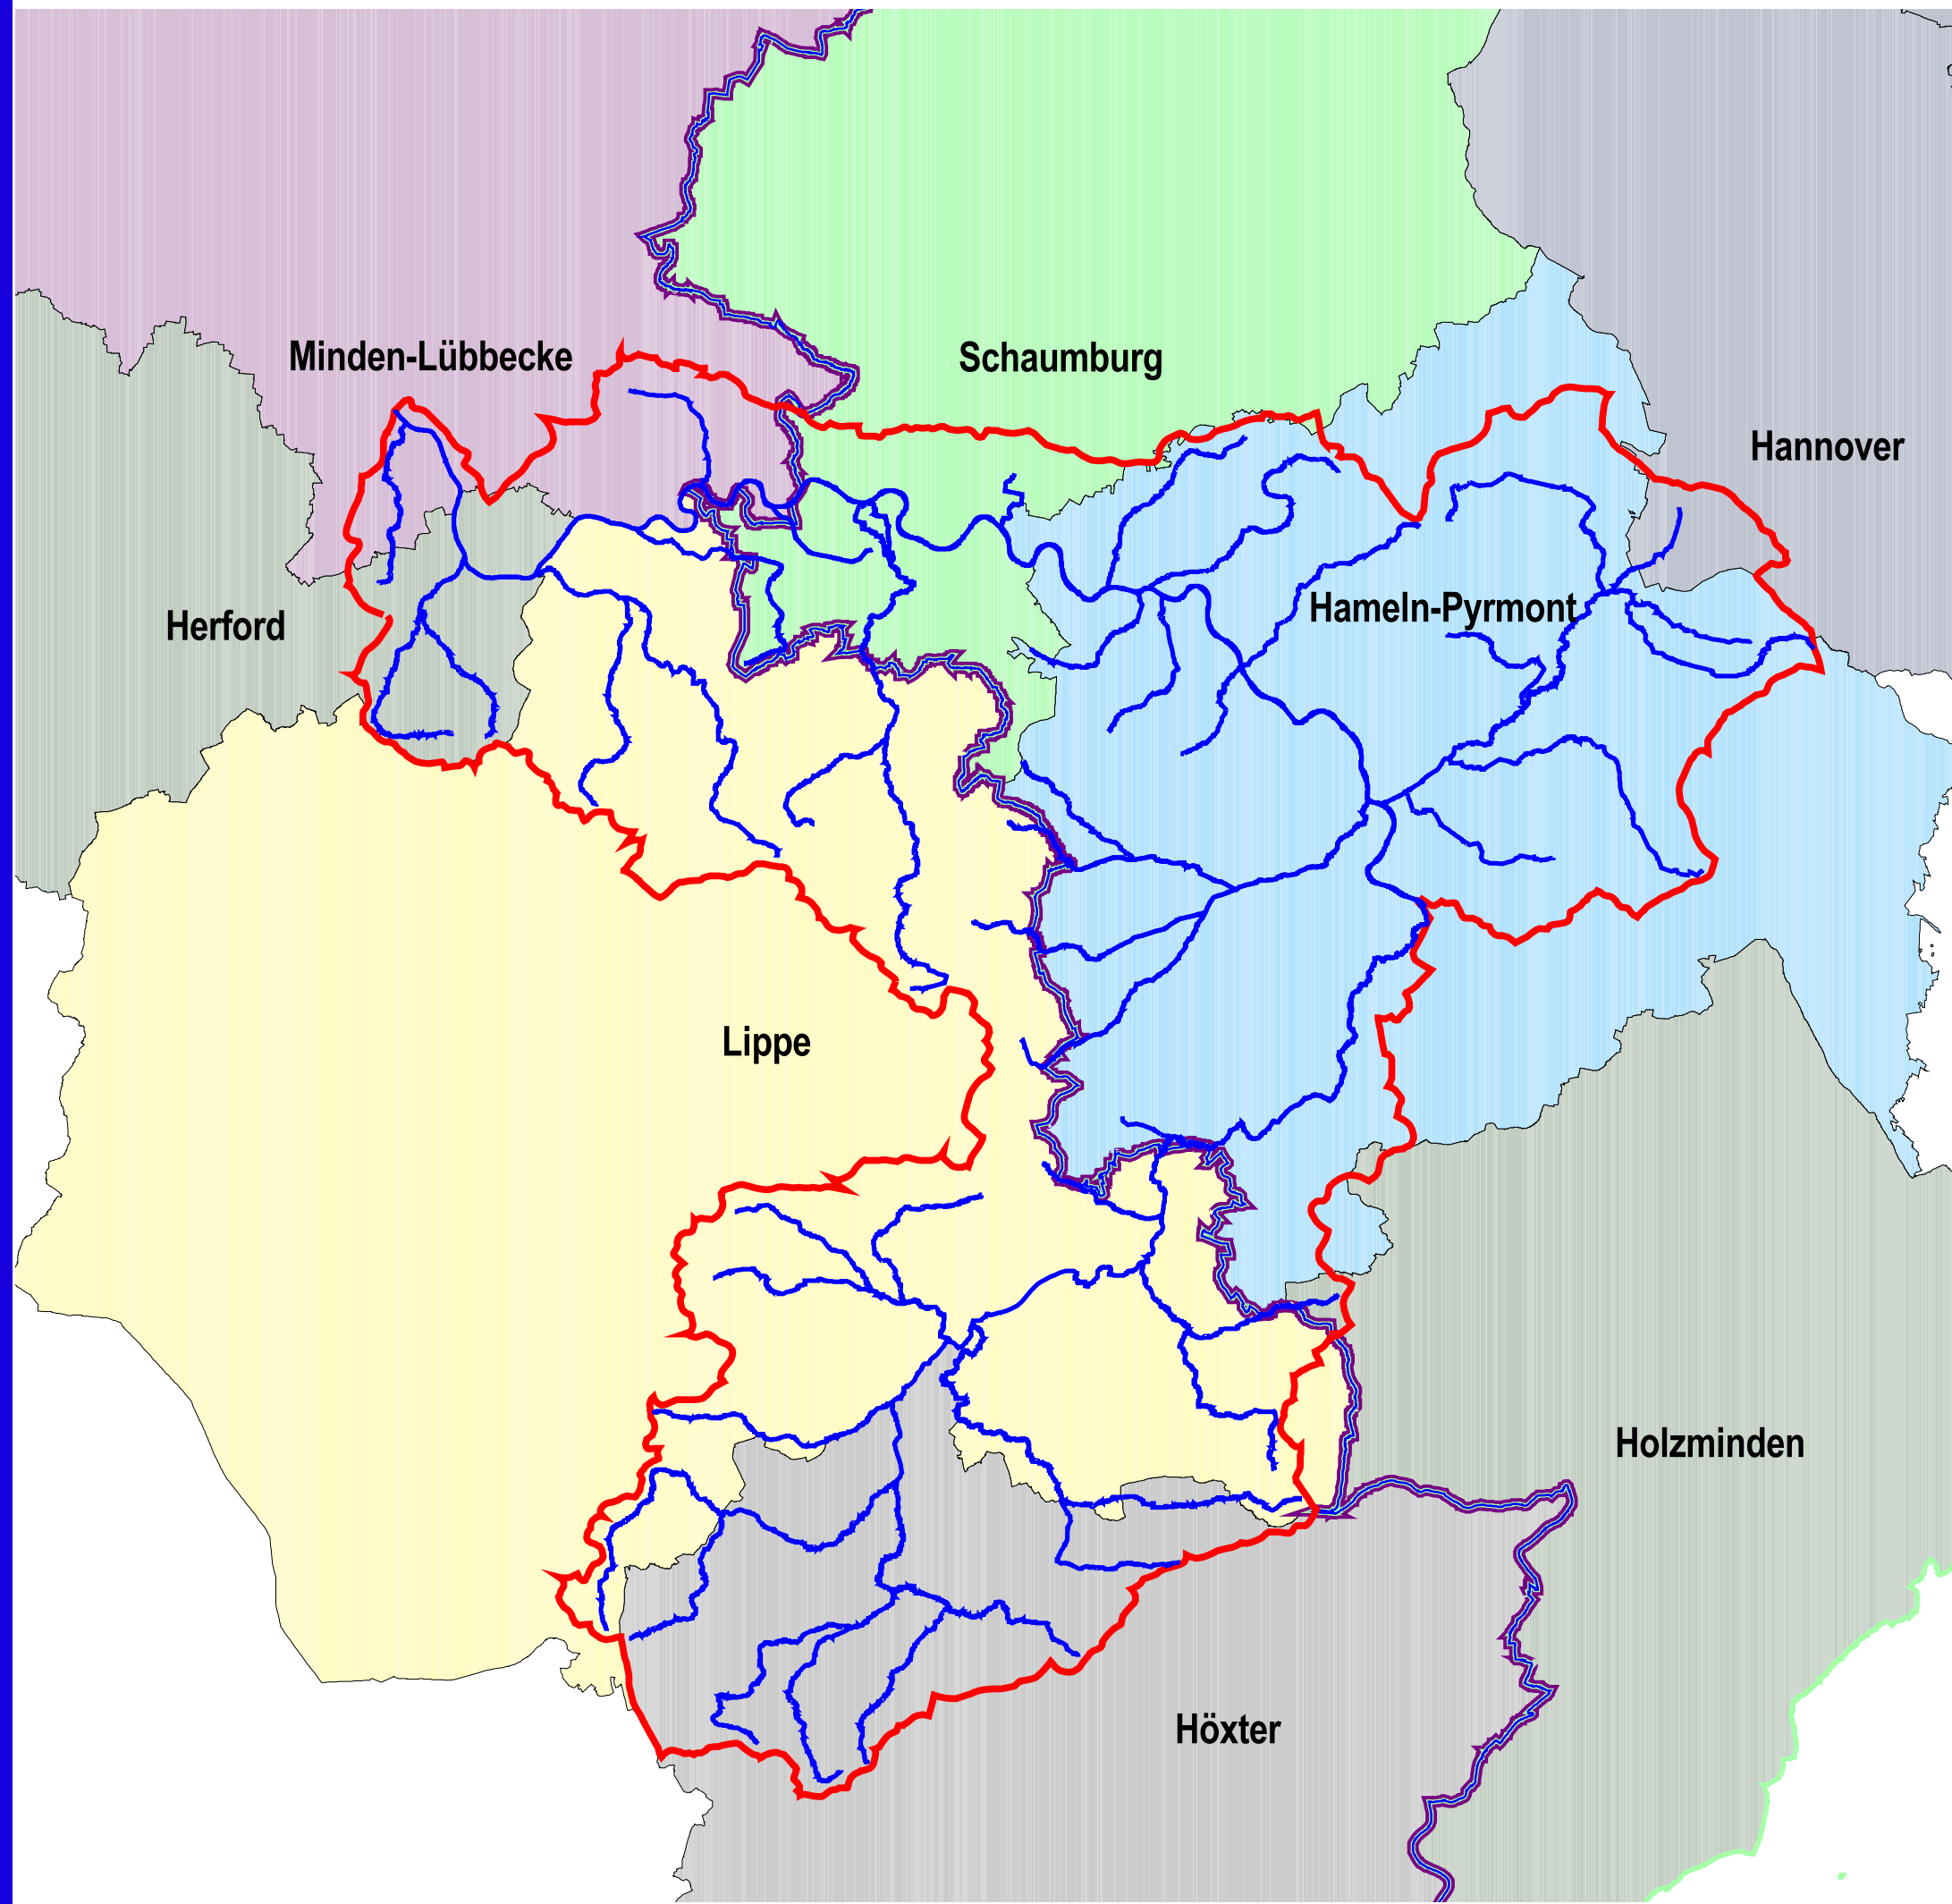 Minden-Lübbecke
Schaumburg
Hannover
Herford
Hameln-Pyrmont
Lippe
Holzminden
Höxter